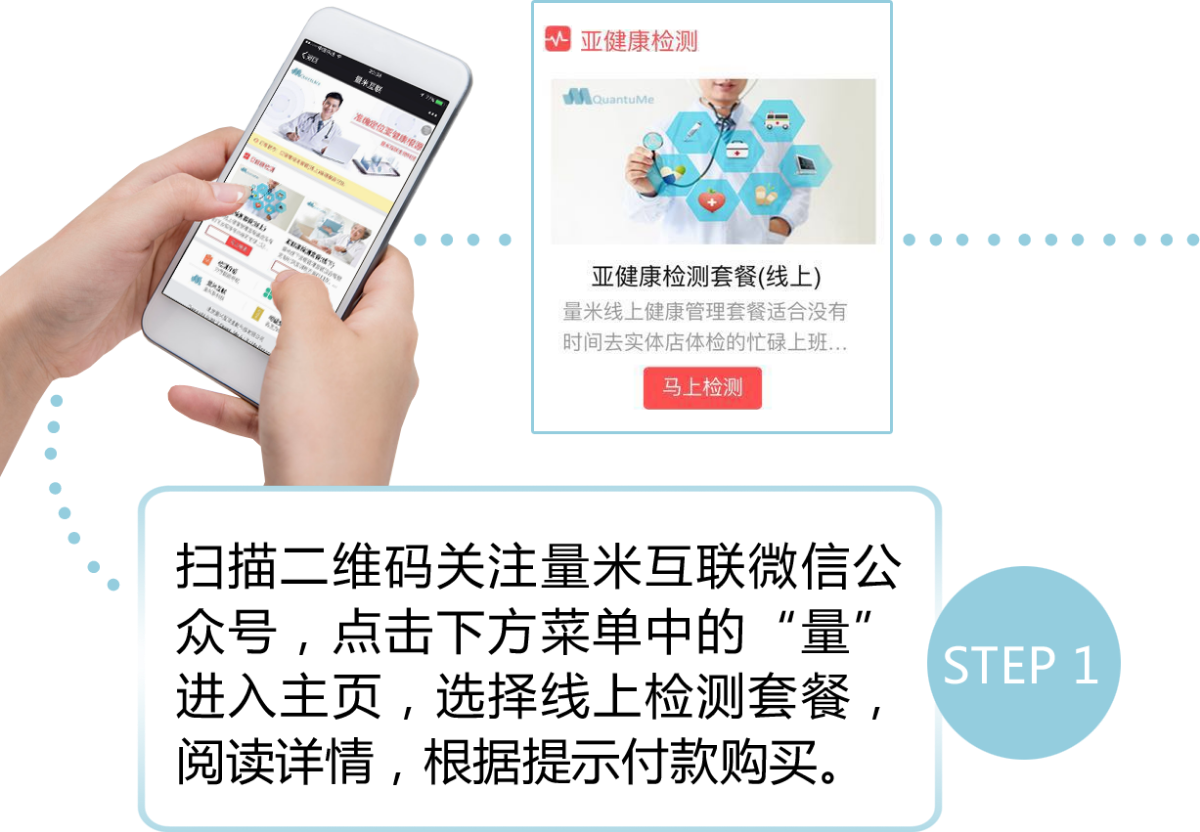 量米互联
亚健康检测
QuantuMe
亚健康检测套餐(线上)
量米线上健康管理套餐适合没有
时间去实体店体检的忙碌上班...
马上检测
扫描二维码关注量米互联微信公
众号，点击下方菜单中的“量”
进入主页，选择线上检测套餐，
阅读详情，根据提示付款购买。
STEP 1